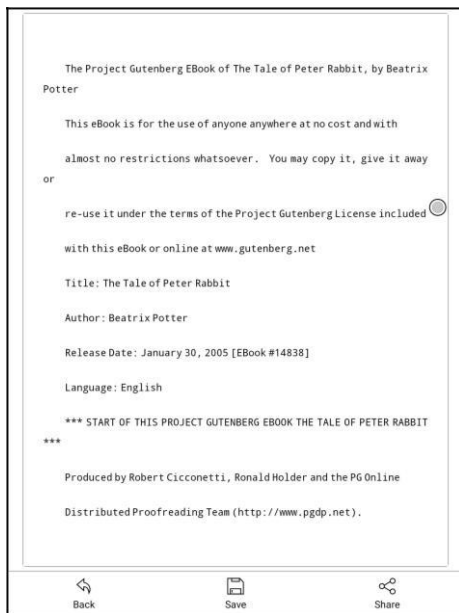 The Project Gutenberg EBook of The Tale of Peter Rabbit, by Beatrix
Potter
This eBook is for the use of anyone anywhere at no cost and with
almost no restrictions whatsoever.  You may copy it, give it away
or
re-use it under the terms of the Project Gutenberg License included
with this eBook or online at www.gutenberg.net
Title: The Tale of Peter Rabbit
Author: Beatrix Potter
Release Date: January 30, 2005 [EBook #14838]
Language: English
*** START OF THIS PROJECT GUTENBERG EBOOK THE TALE OF PETER RABBIT
***
Produced by Robert Cicconetti, Ronald Holder and the PG Online
Distributed Proofreading Team (http://www.pgdp.net).
Back Save Share